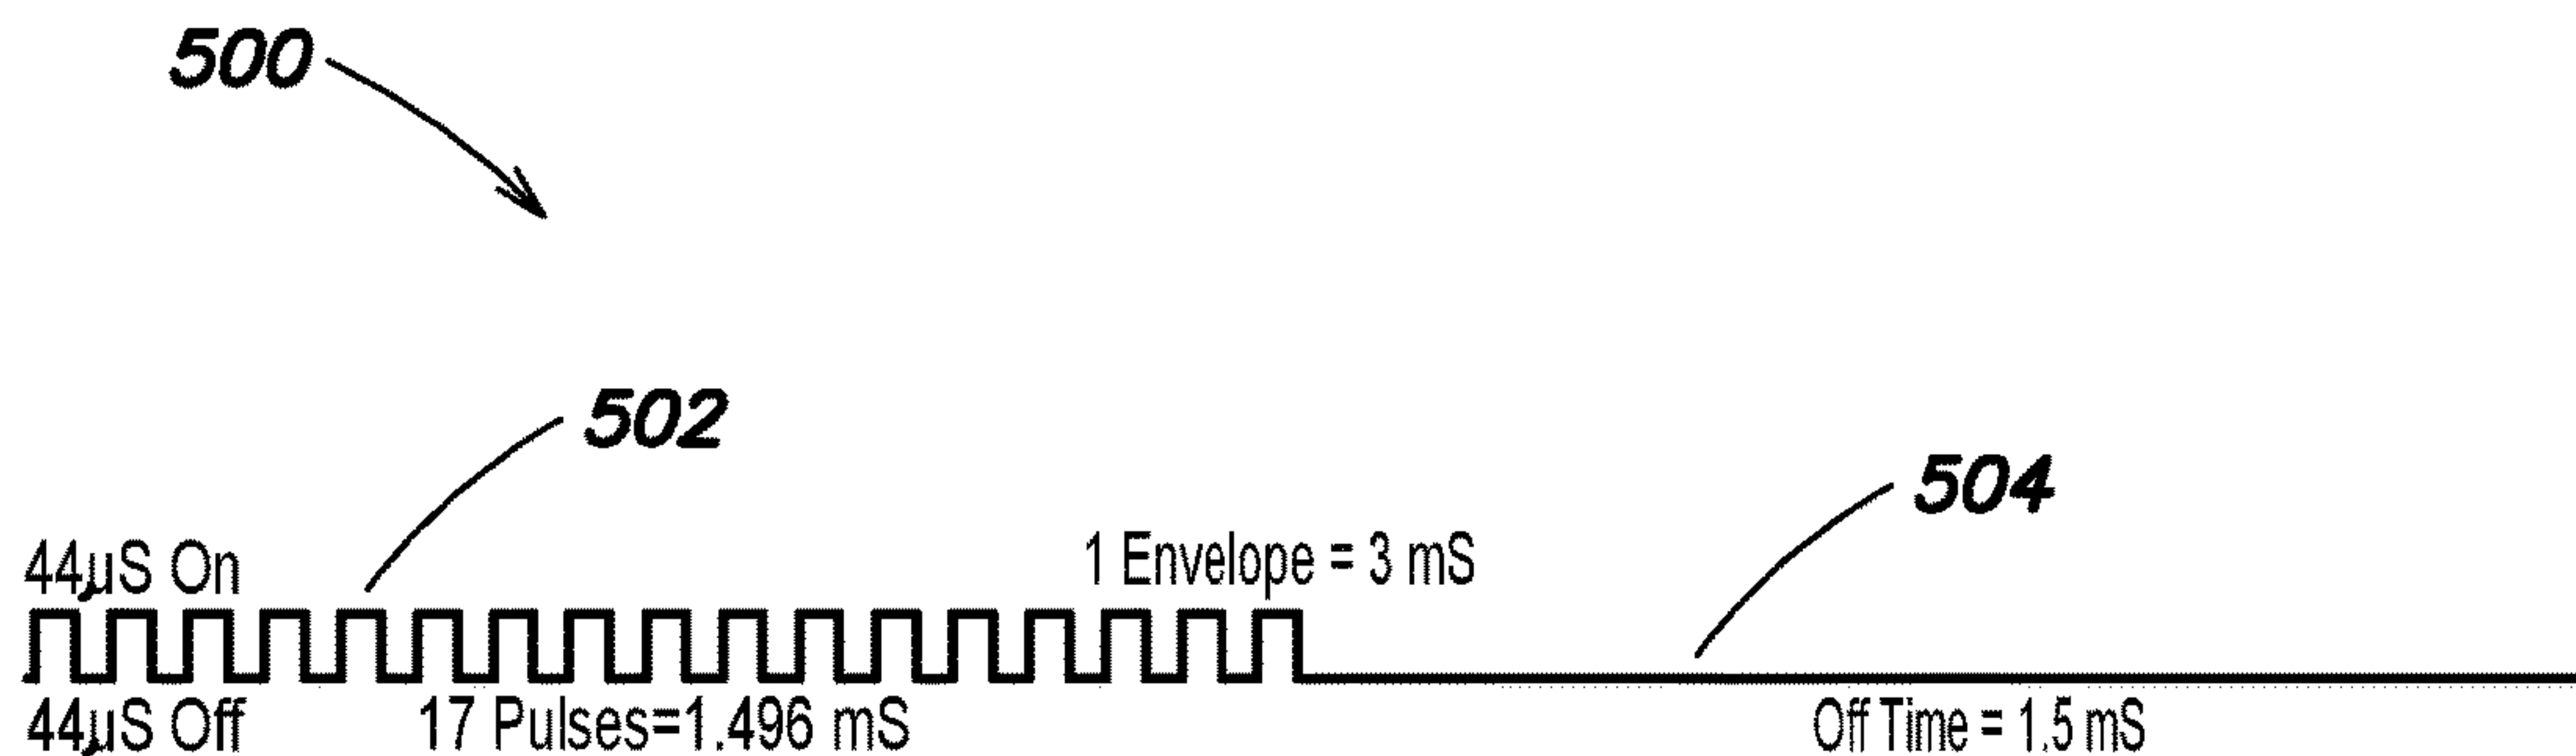 500
502
504
1 Envelope = 3 mS
44µS On
44µS Off
17 Pulses=1.496 mS
Off Time = 1.5 mS